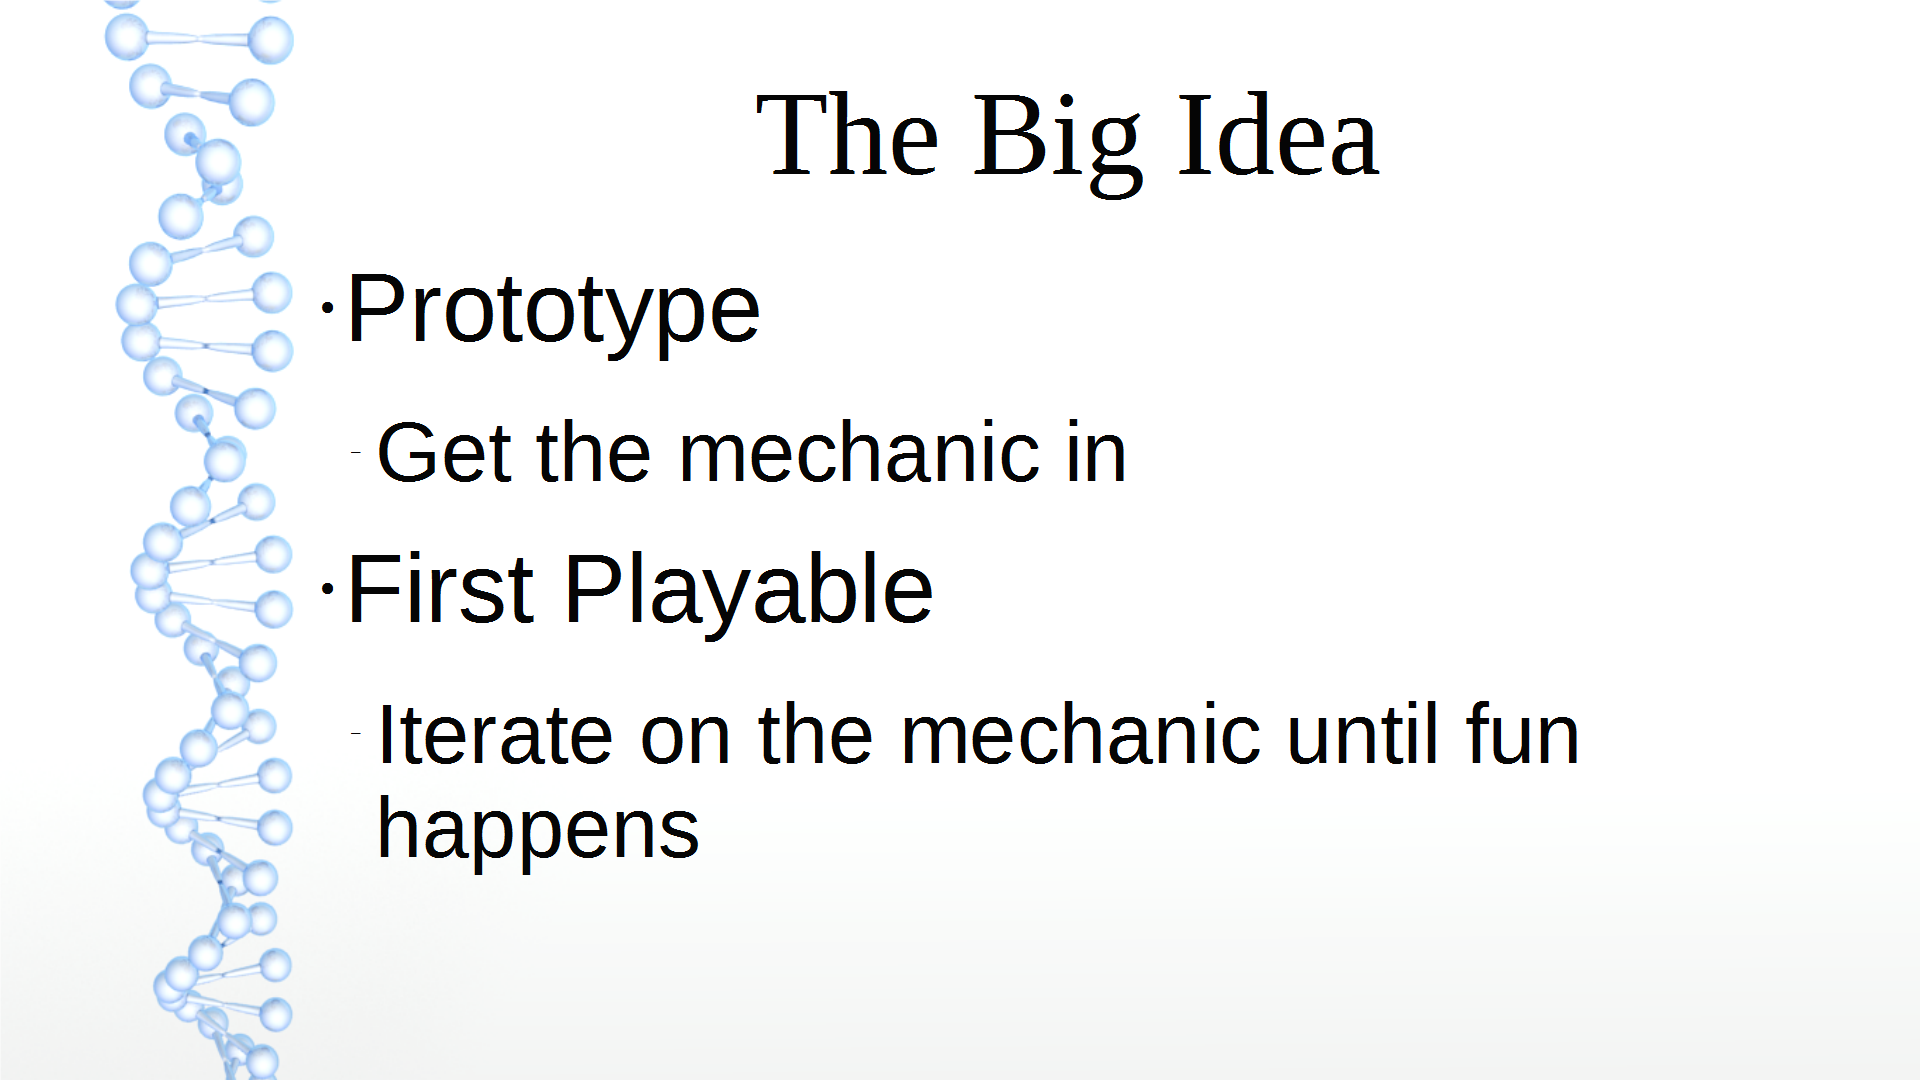 The Big Idea
·Prototype
– Get the mechanic in
·First Playable
– Iterate on the mechanic until fun
happens